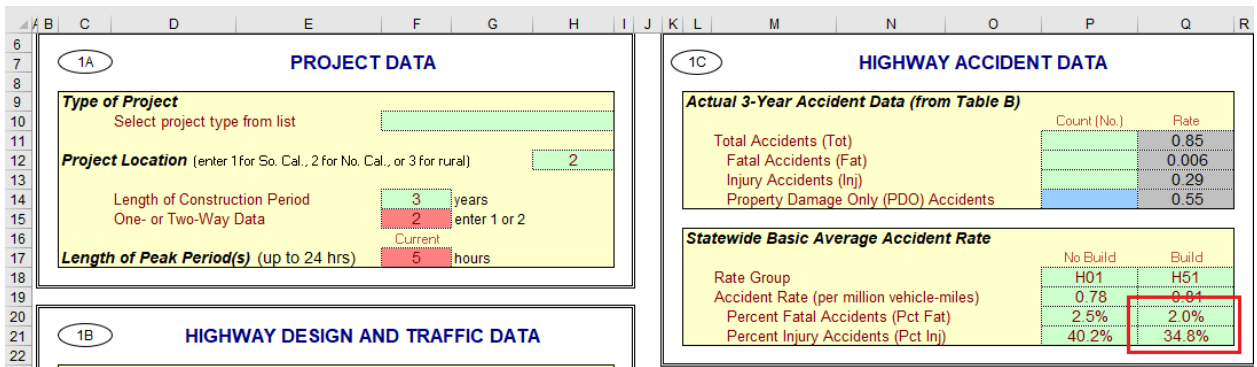 A B C D E F G H I J K L M N O P Q R
6
7 1A PROJECT DATA 1C HIGHWAY ACCIDENT DATA
8
9 Type of Project Actual 3-Year Accident Data (from Table B)
10 Select project type from list Count (No.) Rate
11 Total Accidents (Tot) 0.85
12 Project Location (enter 1 for So. Cal., 2 for No. Cal., or 3 for rural) 2 Fatal Accidents (Fat) 0.006
13 Injury Accidents (Inj) 0.29
14 Length of Construction Period 3 years Property Damage Only (PDO) Accidents 0.55
15 One- or Two-Way Data 2 enter 1 or 2
16 Current Statewide Basic Average Accident Rate
17 Length of Peak Period(s) (up to 24 hrs) 5 hours No Build Build
18 Rate Group H01 H51
19 Accident Rate (per million vehicle-miles) 0.78 0.81
20 Percent Fatal Accidents (Pct Fat) 2.5% 2.0%
21 1B HIGHWAY DESIGN AND TRAFFIC DATA Percent Injury Accidents (Pct Inj) 40.2% 34.8%
22